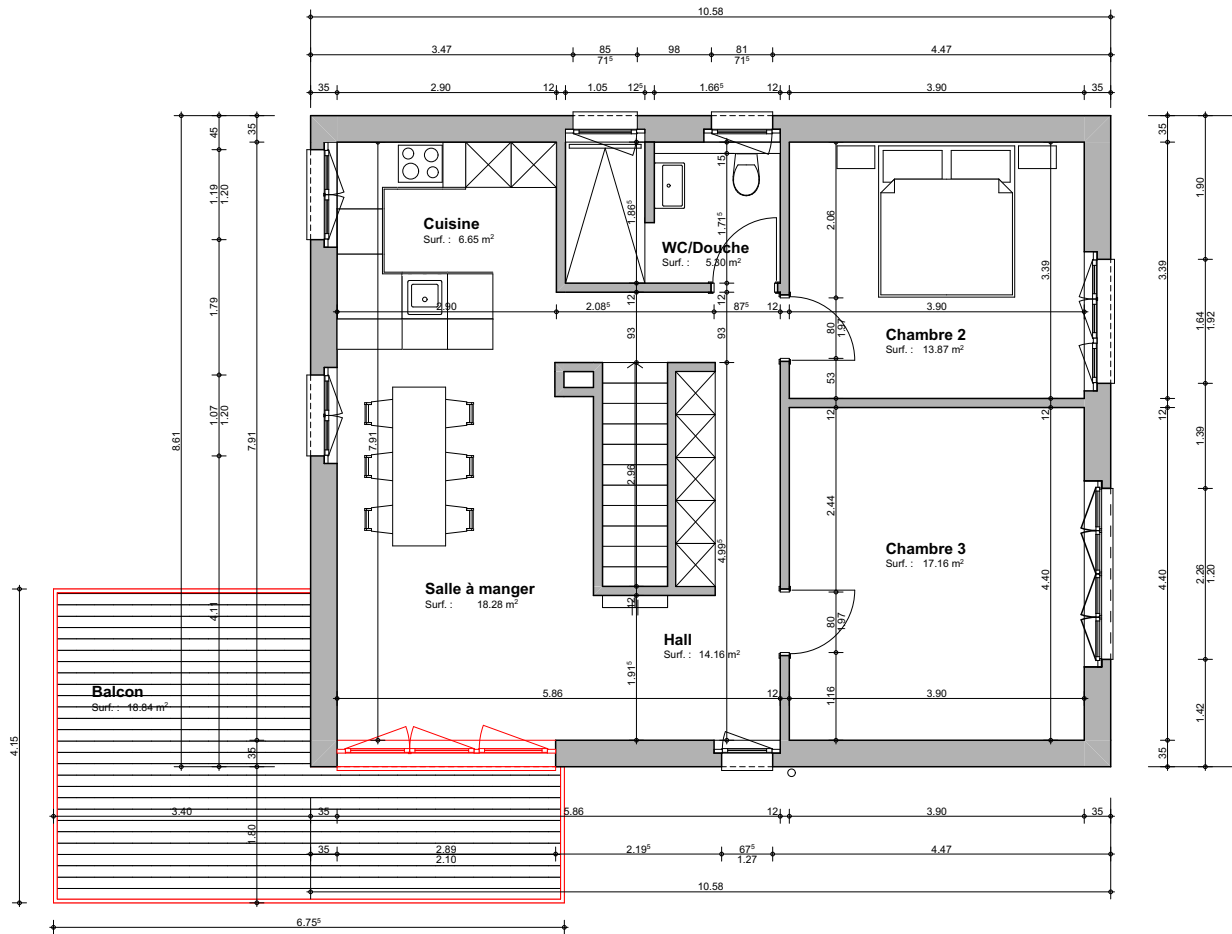 10.58
3.47 85 98 81 4.47
71⁵ 71⁵
35 2.90 12 1.05 12⁵ 1.66⁵ 12 3.90 35
45
35
15
35
1.19
1.20
1.86⁵
1.71⁵
2.06
3.39
3.39
1.90
Cuisine
Surf. : 6.65 m²
WC/Douche
Surf. : 5.30 m²
1.79
12
12
2.90 2.08⁵ 87⁵ 12 3.90
93
93
80
1.97
1.64
1.92
Chambre 2
Surf. : 13.87 m²
53
1.07
1.20
8.61
7.91
7.91
12
12
12
1.39
2.96
2.44
4.99⁵
Chambre 3
Surf. : 17.16 m²
4.40
4.40
2.26
1.20
Salle à manger
Surf. : 18.28 m²
4.11
12
80
1.97
Hall
Surf. : 14.16 m²
1.91⁵
Balcon
Surf. : 18.84 m²
5.86 12 3.90
1.16
1.42
4.15
35
35
3.40 35 5.86 12 3.90 35
1.80
35 2.89 2.19⁵ 67⁵ 4.47
2.10 1.27
10.58
6.75⁵